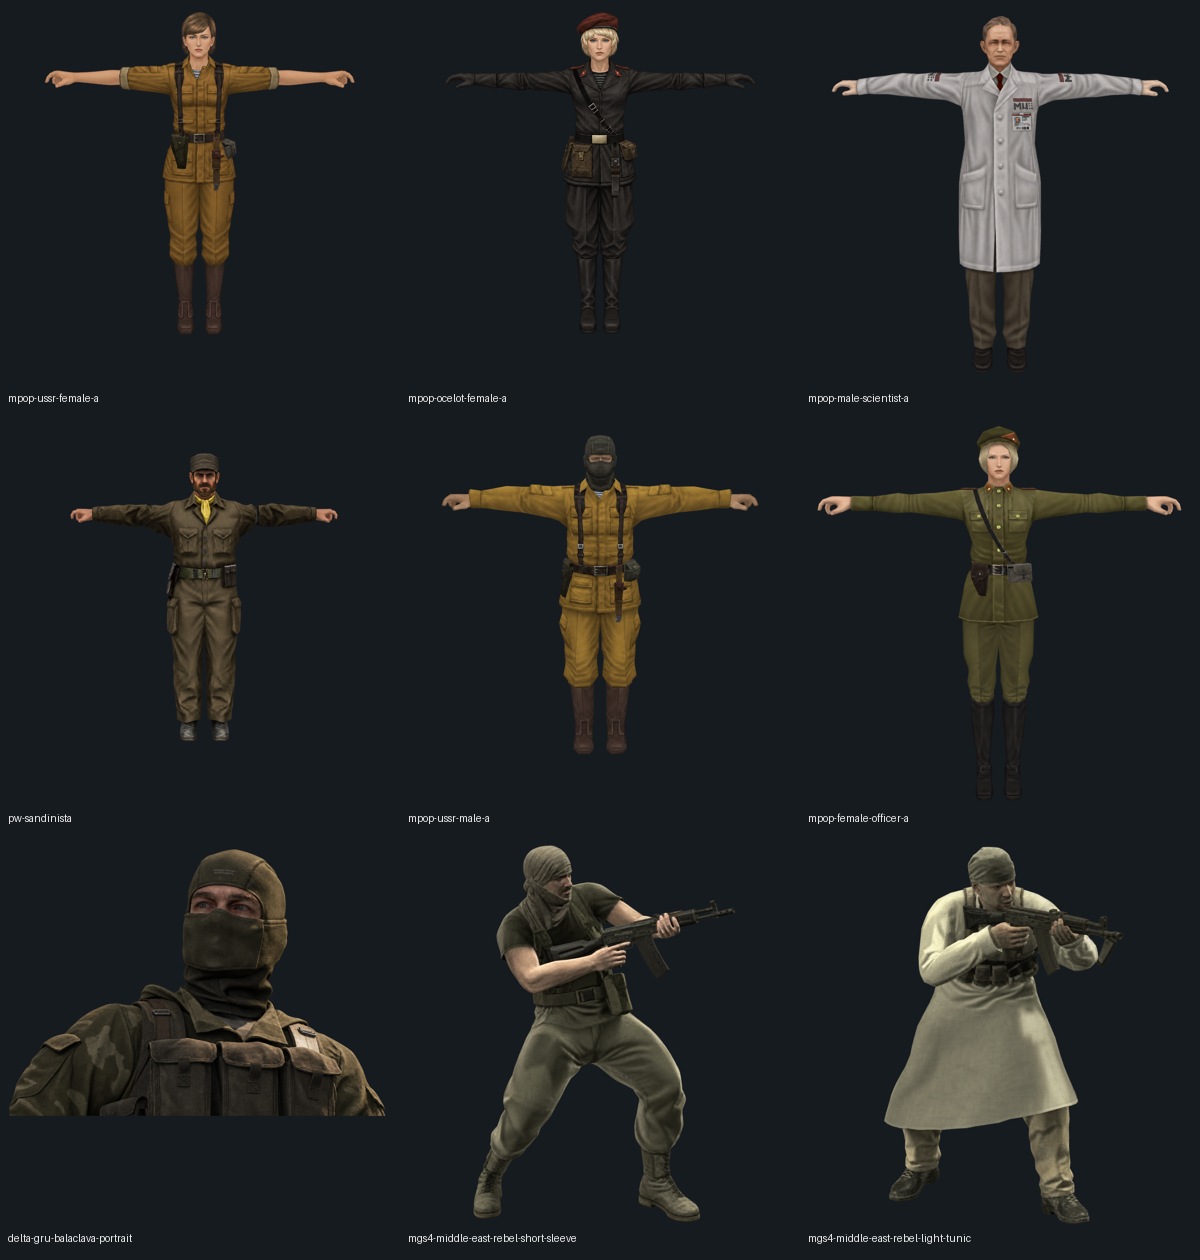 mpop-ussr-female-a
mpop-ocelot-female-a
mpop-male-scientist-a
pw-sandinista
mpop-ussr-male-a
mpop-female-officer-a
delta-gru-balaclava-portrait
mgs4-middle-east-rebel-short-sleeve
mgs4-middle-east-rebel-light-tunic